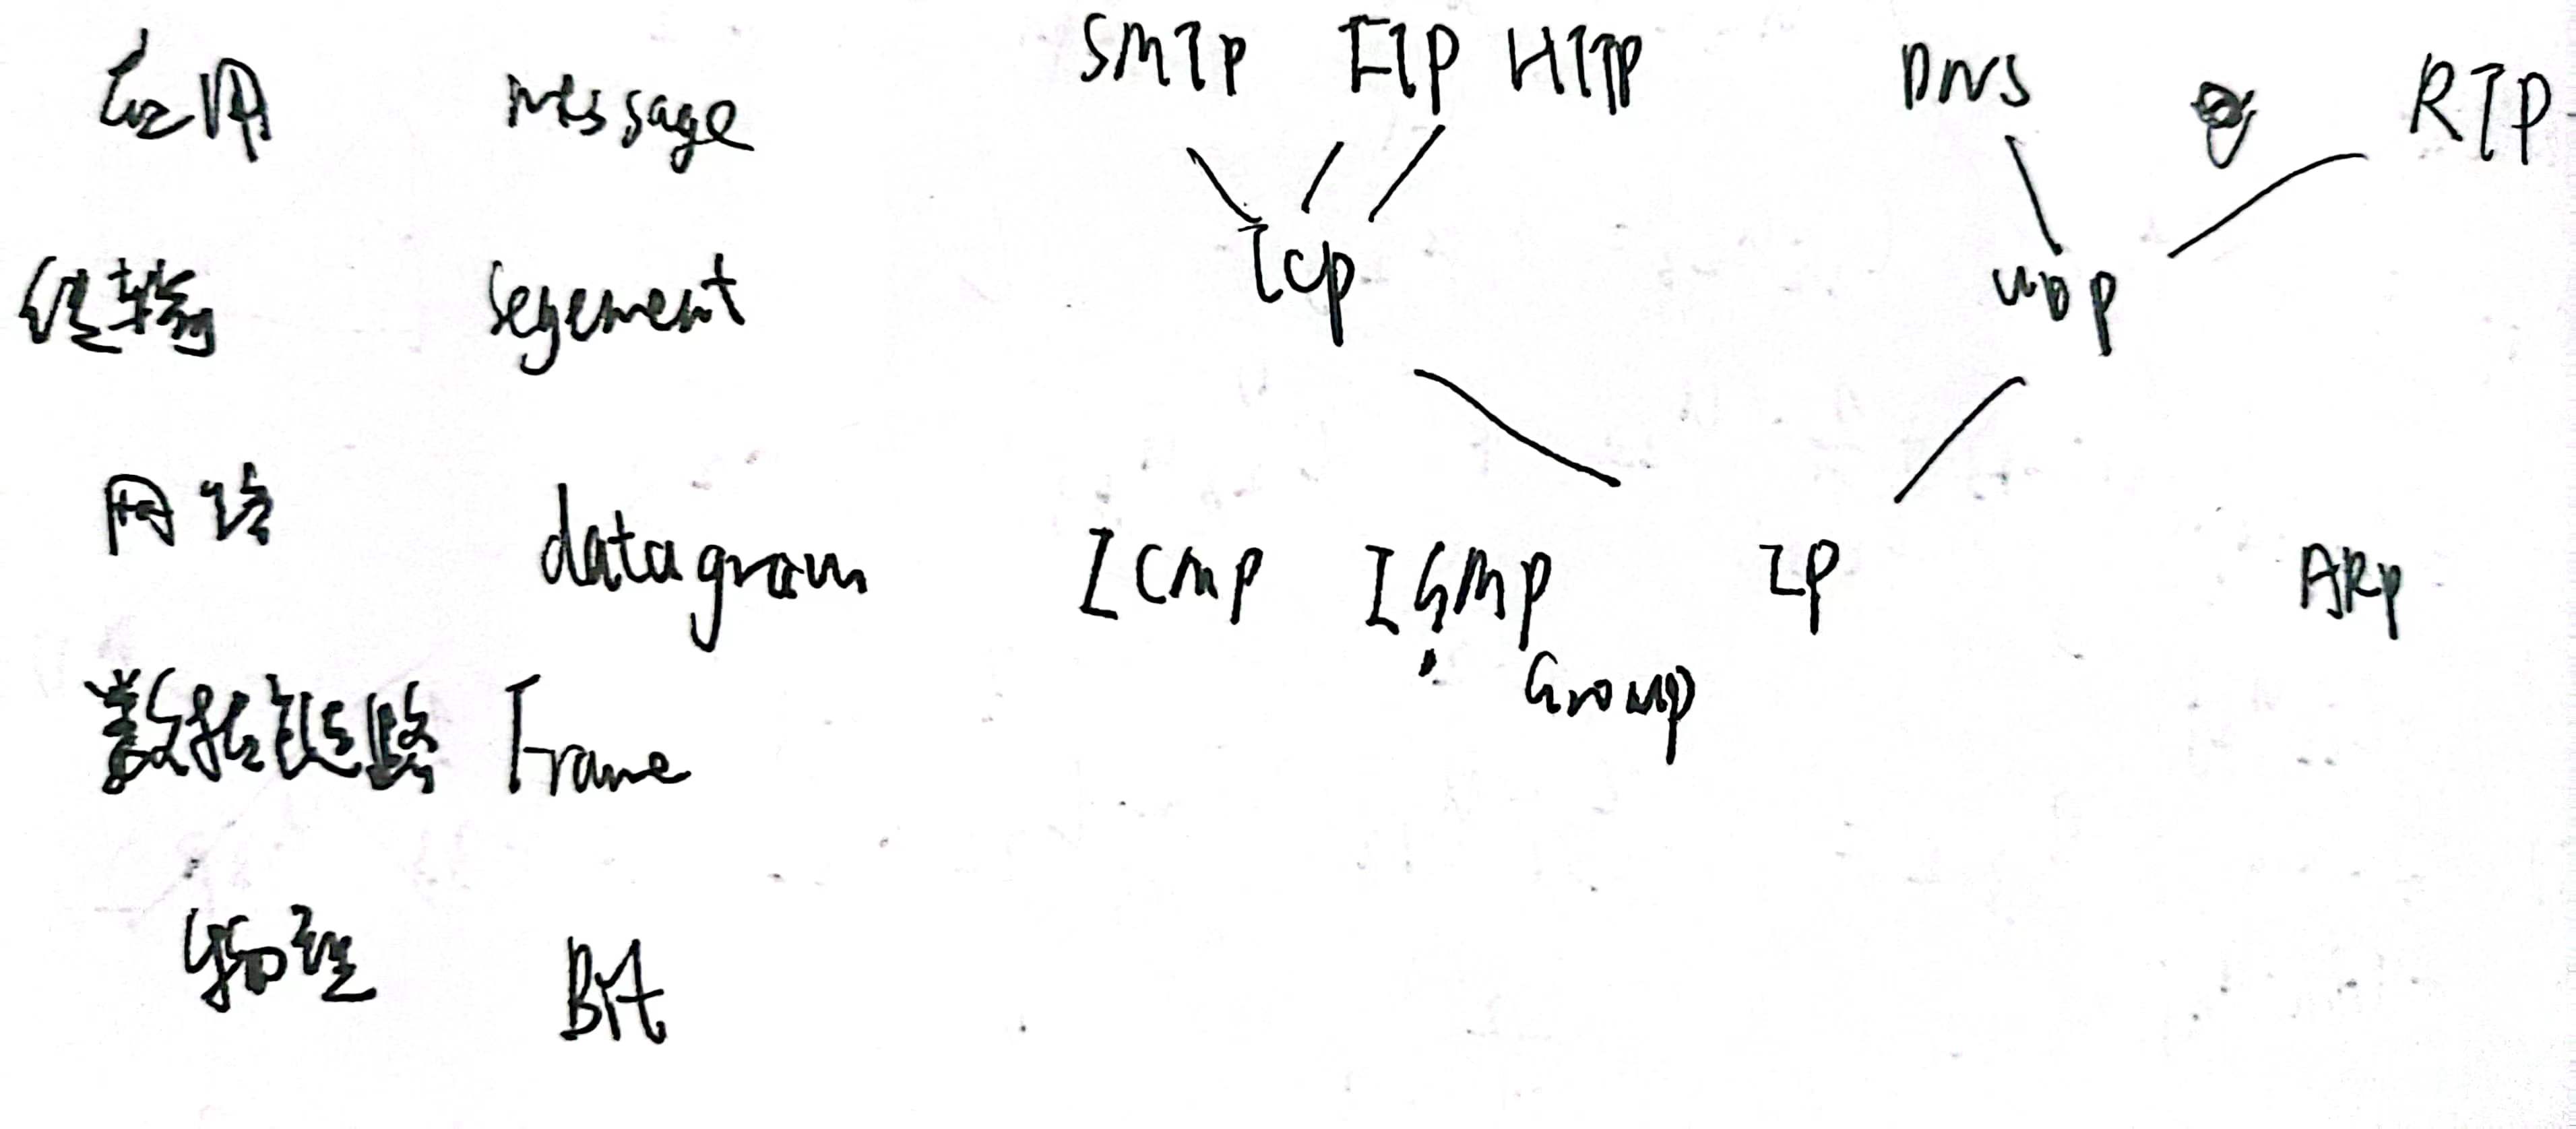 应用 message SMTP FTP HTTP DNS RTP
传输 segement TCP UDP
网络 datagram ICMP IGMP IP ARP
Group
数据链路 Frame
物理 Bit